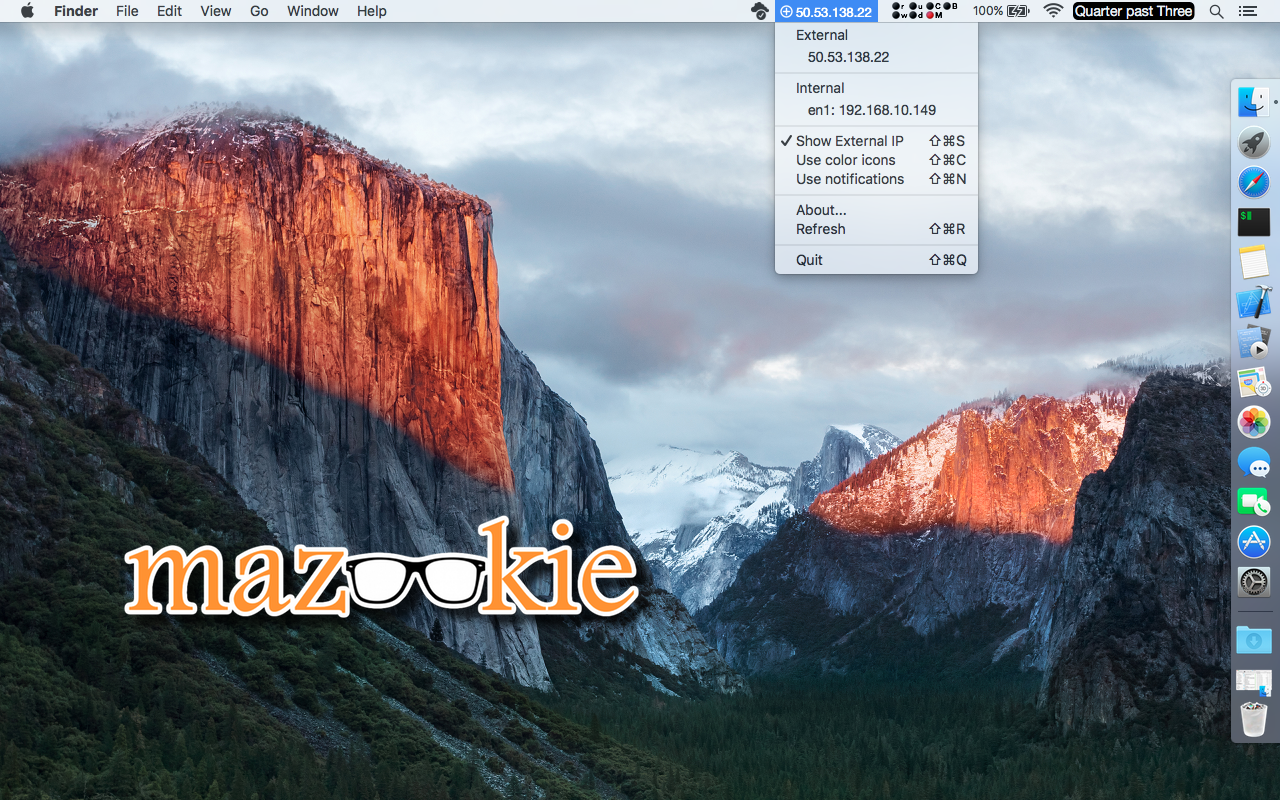 Finder File Edit View Go Window Help 50.53.138.22 r u C B w d M 100% Quarter past Three
External
50.53.138.22
Internal
en1: 192.168.10.149
✓ Show External IP ⇧⌘S
Use color icons ⇧⌘C
Use notifications ⇧⌘N
About...
Refresh ⇧⌘R
Quit ⇧⌘Q
$
mazookie